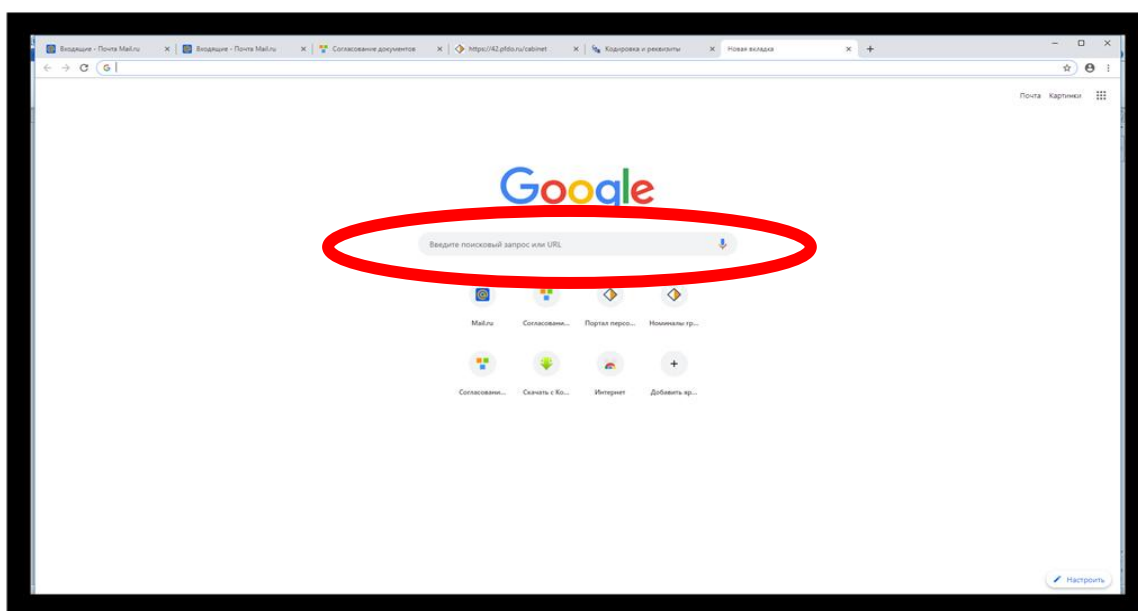 Входящие - Почта Mail.ru
Входящие - Почта Mail.ru
Согласование документов
https://42.pfdo.ru/cabinet
Кодировка и реквизиты
Новая вкладка
Почта Картинки
Google
Введите поисковый запрос или URL
Mail.ru Согласовани... Портал персо... Номиналы гр...
Согласовани... Скачать с Ко... Интернет Добавить яр...
Настроить